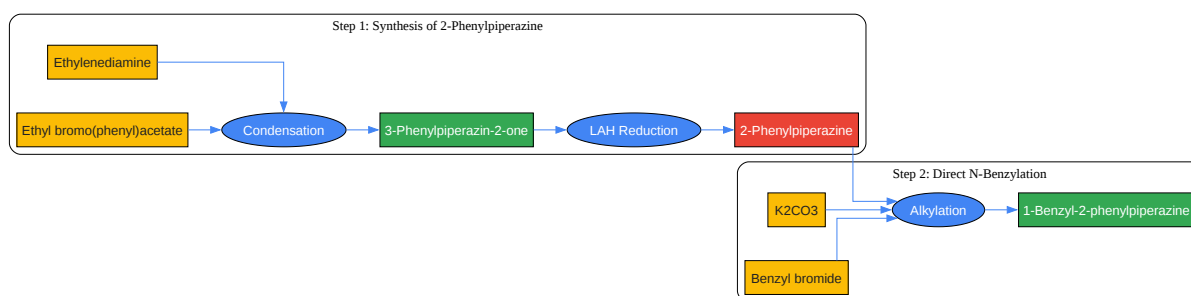 Step 1: Synthesis of 2-Phenylpiperazine
Ethylenediamine
Ethyl bromo(phenyl)acetate
Condensation
3-Phenylpiperazin-2-one
LAH Reduction
2-Phenylpiperazine
Step 2: Direct N-Benzylation
K2CO3
Alkylation
1-Benzyl-2-phenylpiperazine
Benzyl bromide